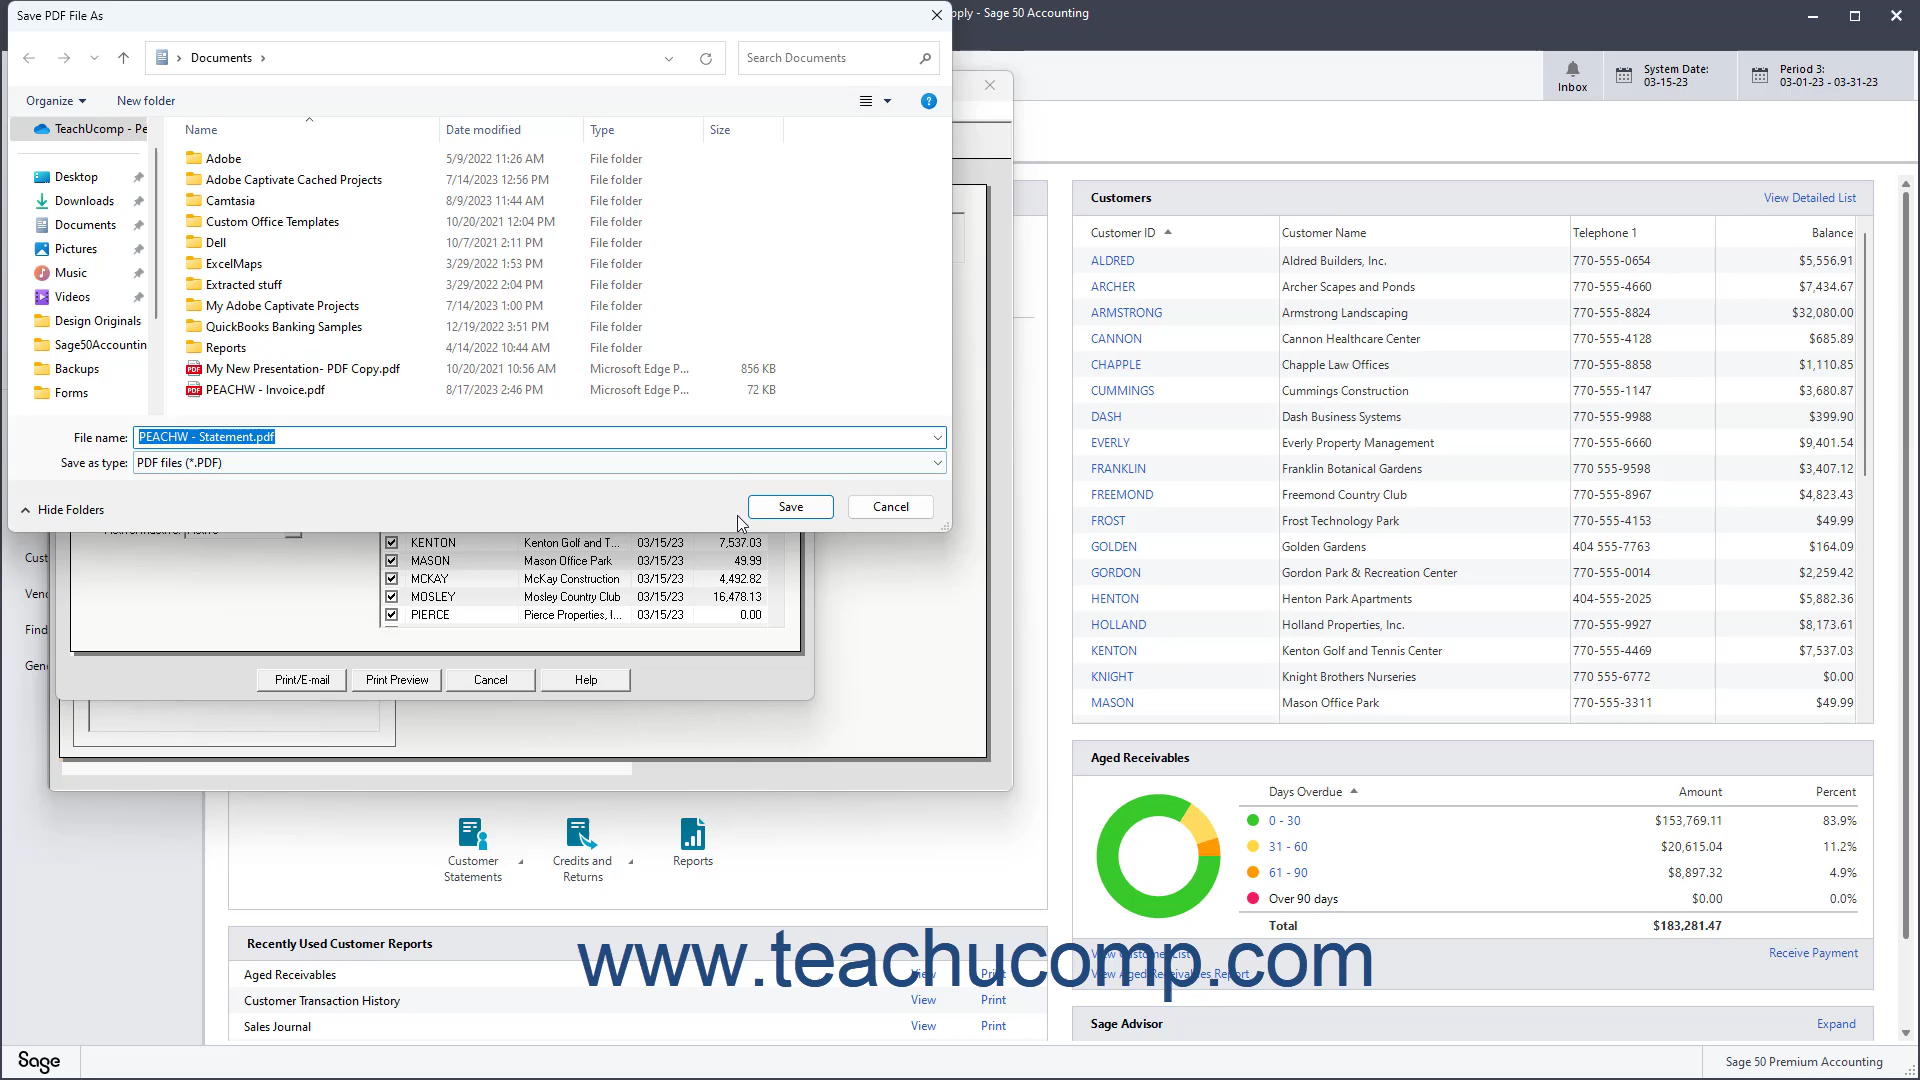 Save PDF File As
pply - Sage 50 Accounting
Documents
Search Documents
Inbox
System Date:
03-15-23
Period 3:
03-01-23 - 03-31-23
Organize
New folder
?
TeachUcomp - Pe
Desktop
Downloads
Documents
Pictures
Music
Videos
Design Originals
Sage50Accountin
Backups
Forms
Name Date modified Type Size
Adobe 5/9/2022 11:26 AM File folder
Adobe Captivate Cached Projects 7/14/2023 12:56 PM File folder
Camtasia 8/9/2023 11:44 AM File folder
Custom Office Templates 10/20/2021 12:04 PM File folder
Dell 10/7/2021 2:11 PM File folder
ExcelMaps 3/29/2022 1:53 PM File folder
Extracted stuff 3/29/2022 2:04 PM File folder
My Adobe Captivate Projects 7/14/2023 1:00 PM File folder
QuickBooks Banking Samples 12/19/2022 3:51 PM File folder
Reports 4/14/2022 10:44 AM File folder
PDF My New Presentation- PDF Copy.pdf 10/20/2021 10:56 AM Microsoft Edge P... 856 KB
PDF PEACHW - Invoice.pdf 8/17/2023 2:46 PM Microsoft Edge P... 72 KB
File name: PEACHW - Statement.pdf
Save as type: PDF files (*.PDF)
Hide Folders
Save
Cancel
Cust
Vend
Find
Gene
KENTON Kenton Golf and T... 03/15/23 7,537.03
MASON Mason Office Park 03/15/23 49.99
MCKAY McKay Construction 03/15/23 4,492.82
MOSLEY Mosley Country Club 03/15/23 16,478.13
PIERCE Pierce Properties, I... 03/15/23 0.00
Print/E-mail
Print Preview
Cancel
Help
Customer
Statements
Credits and
Returns
Reports
Recently Used Customer Reports
Aged Receivables View Print
Customer Transaction History View Print
Sales Journal View Print
Customers View Detailed List
Customer ID Customer Name Telephone 1 Balance
ALDRED Aldred Builders, Inc. 770-555-0654 $5,556.91
ARCHER Archer Scapes and Ponds 770-555-4660 $7,434.67
ARMSTRONG Armstrong Landscaping 770-555-8824 $32,080.00
CANNON Cannon Healthcare Center 770-555-4128 $685.89
CHAPPLE Chapple Law Offices 770-555-8858 $1,110.85
CUMMINGS Cummings Construction 770-555-1147 $3,680.87
DASH Dash Business Systems 770-555-9988 $399.90
EVERLY Everly Property Management 770-555-6660 $9,401.54
FRANKLIN Franklin Botanical Gardens 770 555-9598 $3,407.12
FREEMOND Freemond Country Club 770-555-8967 $4,823.43
FROST Frost Technology Park 770-555-4153 $49.99
GOLDEN Golden Gardens 404 555-7763 $164.09
GORDON Gordon Park & Recreation Center 770-555-0014 $2,259.42
HENTON Henton Park Apartments 404-555-2025 $5,882.36
HOLLAND Holland Properties, Inc. 770-555-9927 $8,173.61
KENTON Kenton Golf and Tennis Center 770-555-4469 $7,537.03
KNIGHT Knight Brothers Nurseries 770 555-6772 $0.00
MASON Mason Office Park 770-555-3311 $49.99
Aged Receivables
Days Overdue Amount Percent
0 - 30 $153,769.11 83.9%
31 - 60 $20,615.04 11.2%
61 - 90 $8,897.32 4.9%
Over 90 days $0.00 0.0%
Total $183,281.47
View Customer List Receive Payment
View Aged Receivables Report
Sage Advisor Expand
www.teachucomp.com
Sage
Sage 50 Premium Accounting